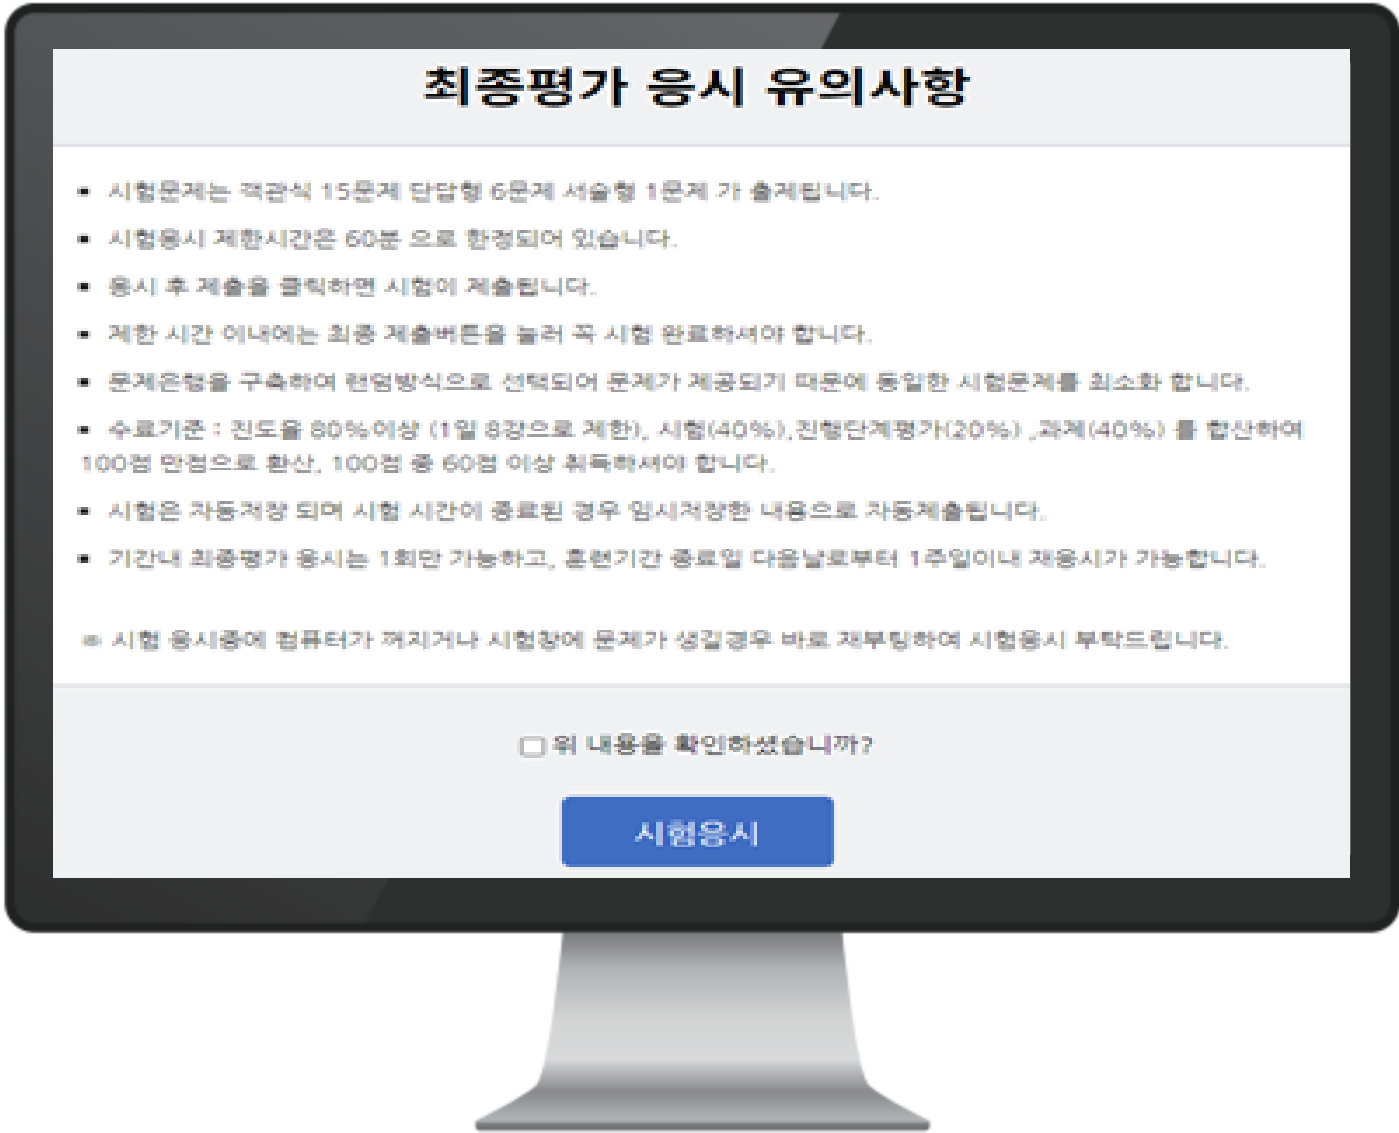 최종평가 응시 유의사항
▪ 시험문제는 객관식 15문제 단답형 6문제 서술형 1문제 가 출제됩니다.
▪ 시험응시 제한시간은 60분 으로 한정되어 있습니다.
▪ 응시 후 제출을 클릭하면 시험이 제출됩니다.
▪ 제한 시간 이내에는 최종 제출버튼을 눌러 꼭 시험 완료하셔야 합니다.
▪ 문제은행을 구축하여 랜덤방식으로 선택되어 문제가 제공되기 때문에 동일한 시험문제를 최소화 합니다.
▪ 수료기준 : 진도율 80%이상 (1일 8강으로 제한), 시험(40%),진행단계평가(20%) ,과제(40%) 를 합산하여
100점 만점으로 환산, 100점 중 60점 이상 취득하셔야 합니다.
▪ 시험은 자동저장 되며 시험 시간이 종료된 경우 임시저장한 내용으로 자동제출됩니다.
▪ 기간내 최종평가 응시는 1회만 가능하고, 훈련기간 종료일 다음날로부터 1주일이내 재응시가 가능합니다.
※ 시험 응시중에 컴퓨터가 꺼지거나 시험창에 문제가 생길경우 바로 재부팅하여 시험응시 부탁드립니다.
위 내용을 확인하셨습니까?
시험응시